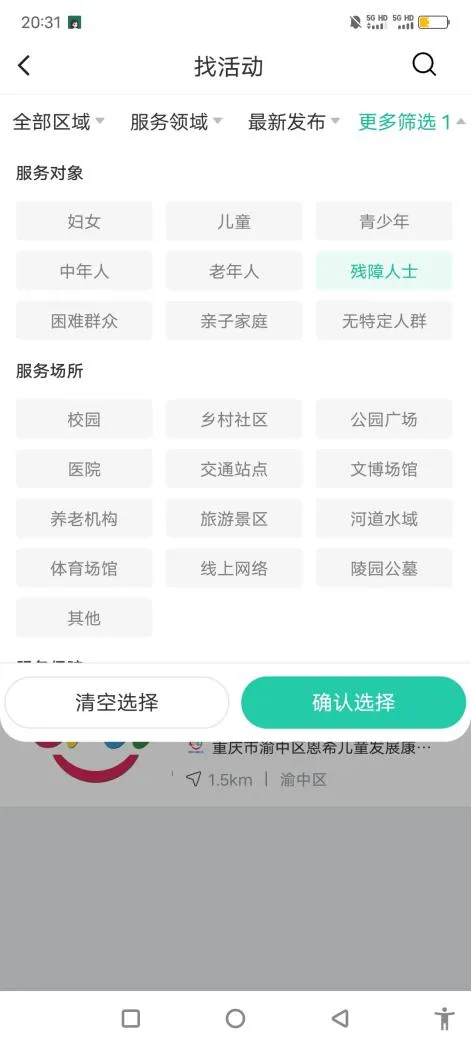 20:31 5G HD 5G HD
找活动
全部区域 服务领域 最新发布 更多筛选 1
服务对象
妇女 儿童 青少年
中年人 老年人 残障人士
困难群众 亲子家庭 无特定人群
服务场所
校园 乡村社区 公园广场
医院 交通站点 文博场馆
养老机构 旅游景区 河道水域
体育场馆 线上网络 陵园公墓
其他
清空选择 确认选择
重庆市渝中区恩希儿童发展康…
1.5km | 渝中区